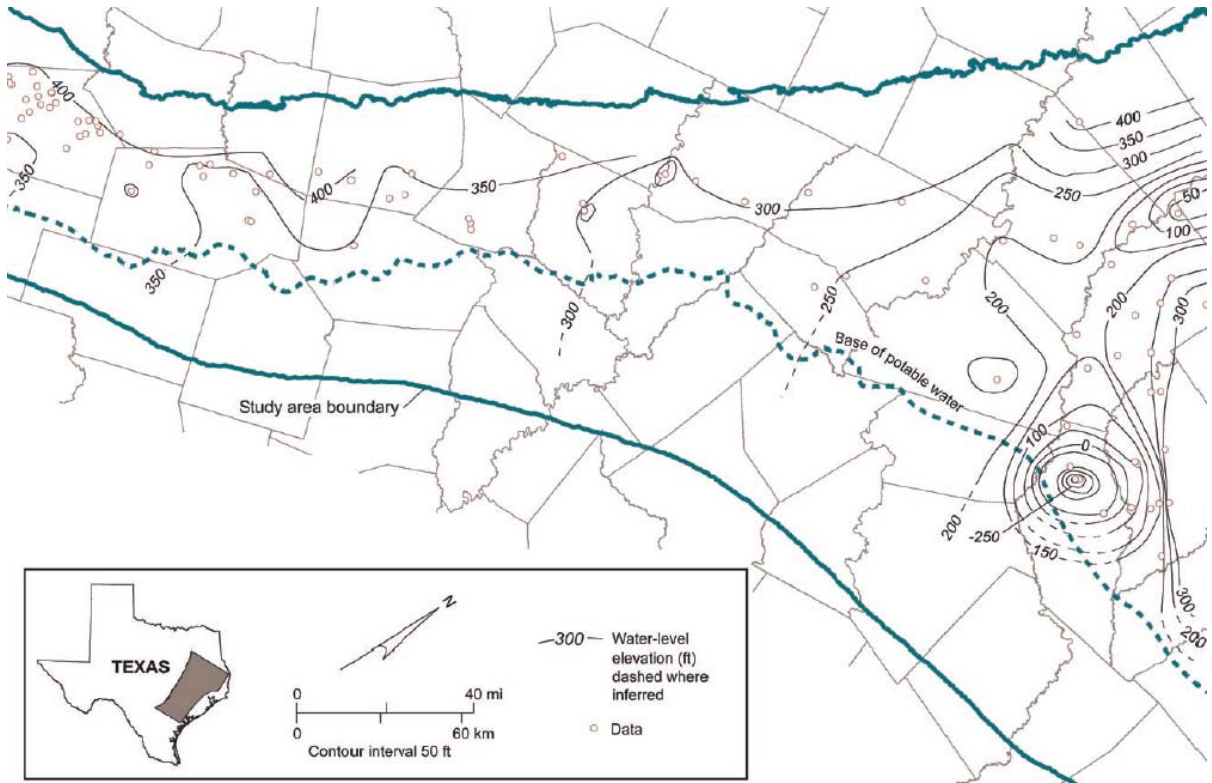 400
400
350
300
250
50
100
350
400
350
300
350
300
250
200
200
300
Base of potable water
Study area boundary
100
0
200
-250
150
300
200
TEXAS
N
0
40 mi
0
60 km
Contour interval 50 ft
300
Water-level
elevation (ft)
dashed where
inferred
Data